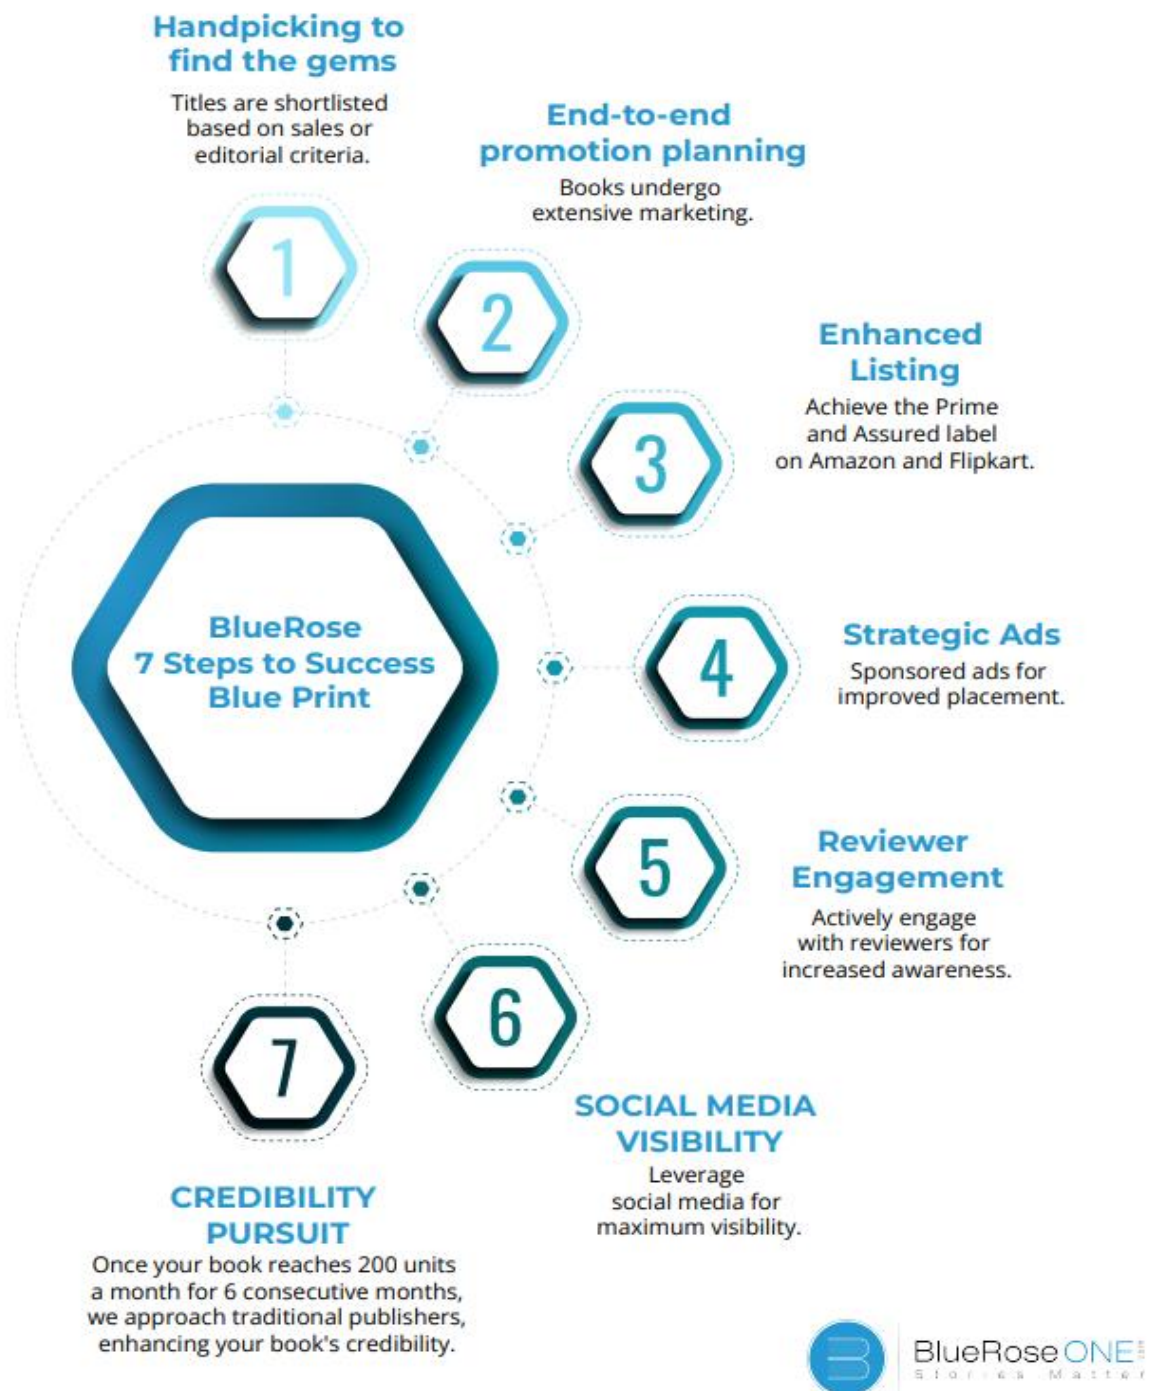 Handpicking to
find the gems
Titles are shortlisted
based on sales or
editorial criteria.
1
End-to-end
promotion planning
Books undergo
extensive marketing.
2
Enhanced
Listing
Achieve the Prime
and Assured label
on Amazon and Flipkart.
3
BlueRose
7 Steps to Success
Blue Print
Strategic Ads
Sponsored ads for
improved placement.
4
Reviewer
Engagement
Actively engage
with reviewers for
increased awareness.
5
6
SOCIAL MEDIA
VISIBILITY
Leverage
social media for
maximum visibility.
7
CREDIBILITY
PURSUIT
Once your book reaches 200 units
a month for 6 consecutive months,
we approach traditional publishers,
enhancing your book's credibility.
B
BlueRoseONE
Stories Matter